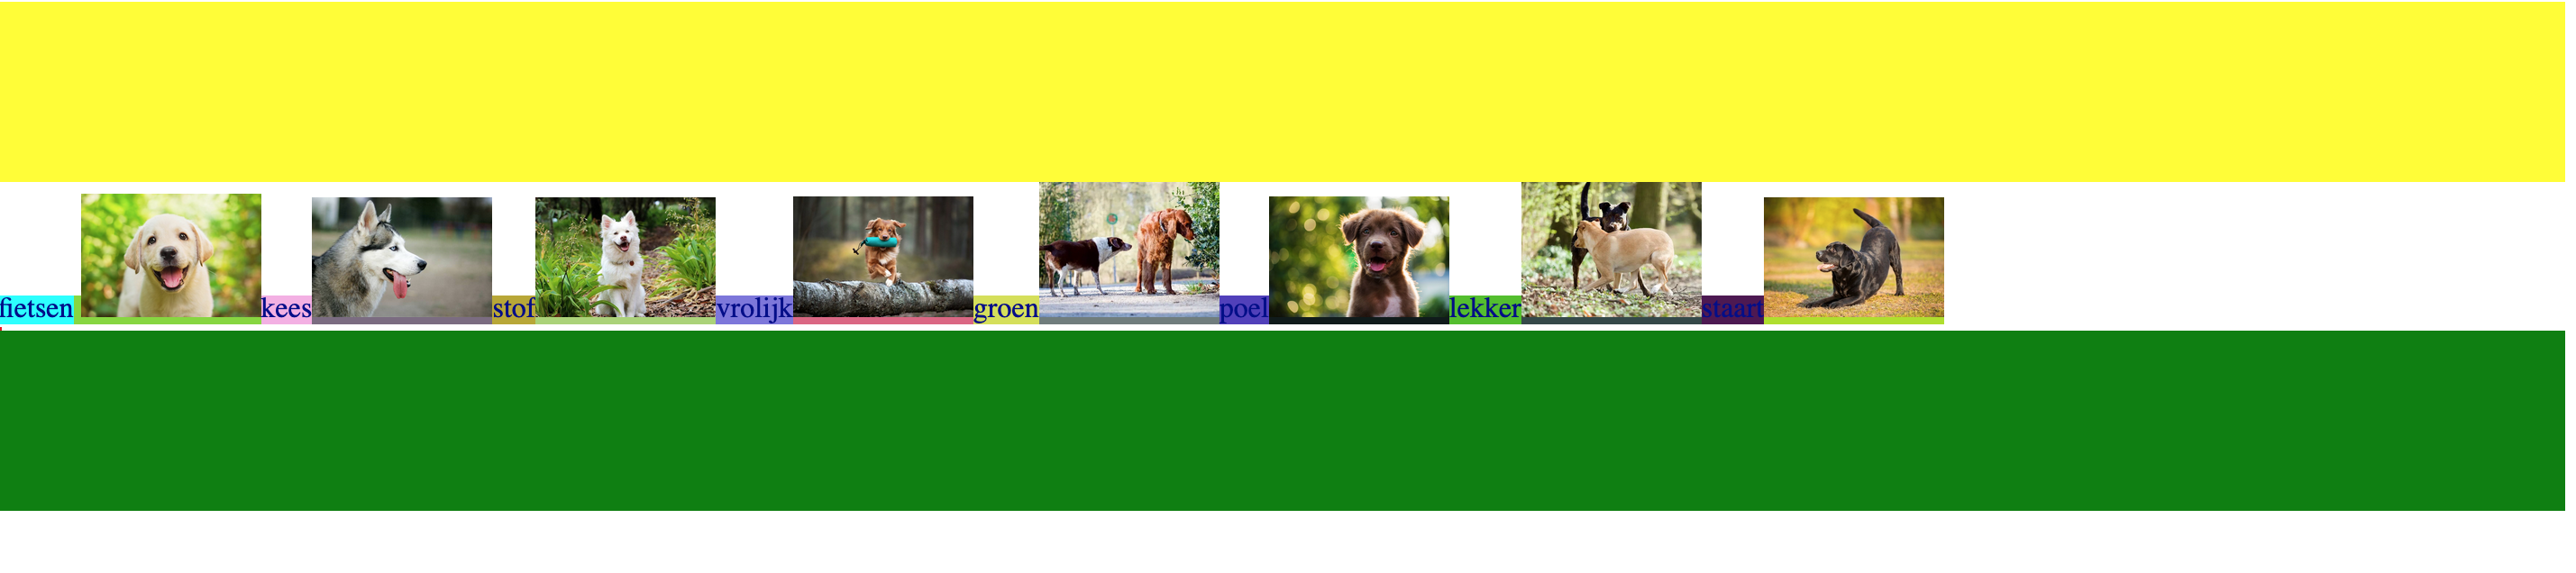 fietsen kees stof vrolijk groen poel lekker staart